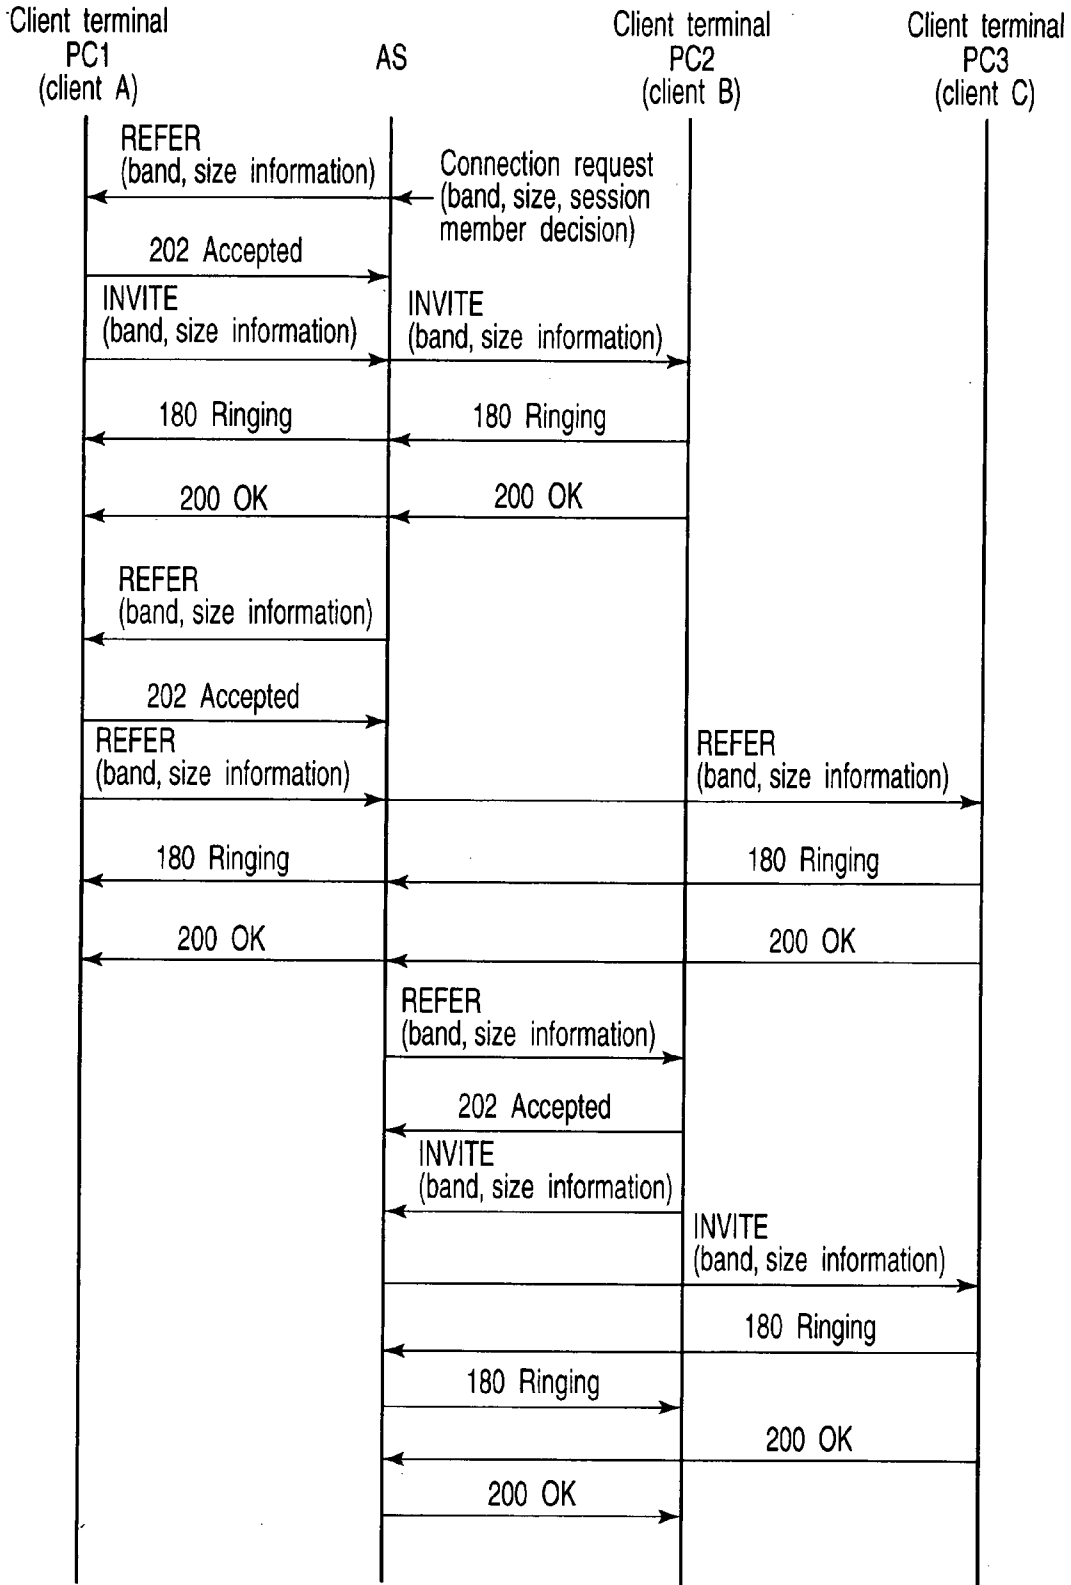 Client terminal
PC1
(client A)
AS
Client terminal
PC2
(client B)
Client terminal
PC3
(client C)
REFER
(band, size information)
Connection request
(band, size, session
member decision)
202 Accepted
INVITE
(band, size information)
INVITE
(band, size information)
180 Ringing
180 Ringing
200 OK
200 OK
REFER
(band, size information)
202 Accepted
REFER
(band, size information)
REFER
(band, size information)
180 Ringing
180 Ringing
200 OK
200 OK
REFER
(band, size information)
202 Accepted
INVITE
(band, size information)
INVITE
(band, size information)
180 Ringing
180 Ringing
200 OK
200 OK